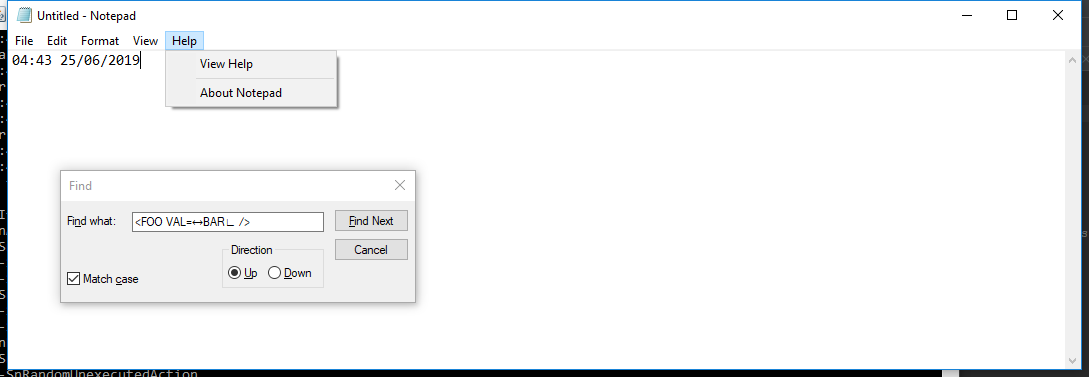 Untitled - Notepad
File Edit Format View Help
04:43 25/06/2019
View Help
About Notepad
Find
Find what: <FOO VAL=↔BAR∟ />
Find Next
Cancel
Direction
Up Down
Match case
-SnRandomUnexecutedAction